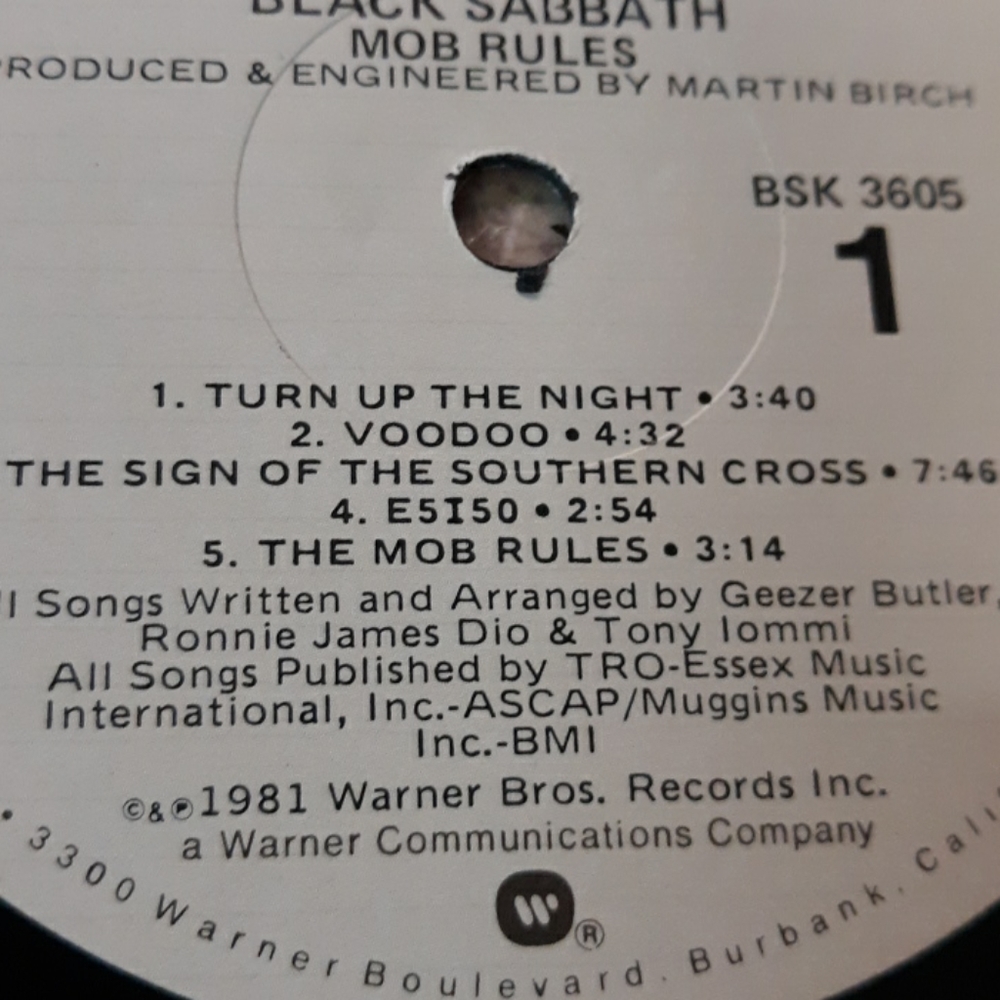 BLACK SABBATH
MOB RULES
PRODUCED & ENGINEERED BY MARTIN BIRCH
BSK 3605
1
1. TURN UP THE NIGHT • 3:40
2. VOODOO • 4:32
THE SIGN OF THE SOUTHERN CROSS • 7:46
4. E5I50 • 2:54
5. THE MOB RULES • 3:14
Songs Written and Arranged by Geezer Butler,
Ronnie James Dio & Tony Iommi
All Songs Published by TRO-Essex Music
International, Inc.-ASCAP/Muggins Music
Inc.-BMI
©&℗1981 Warner Bros. Records Inc.
a Warner Communications Company
W®
• 3300 Warner Boulevard. Burbank. Cali